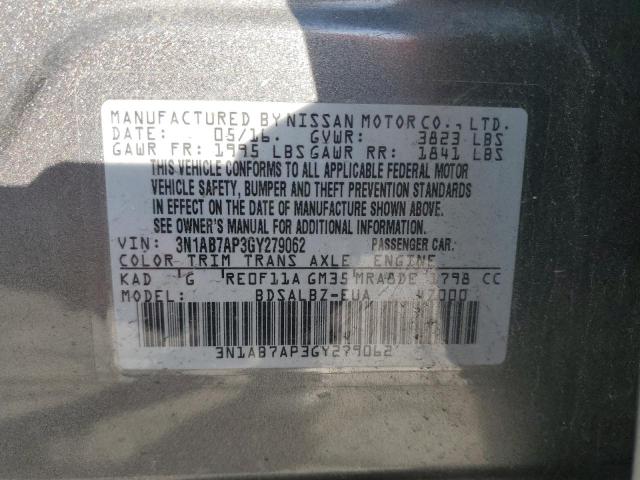 MANUFACTURED BY NISSAN MOTOR CO., LTD.
DATE: 05/16. GVWR: 3823 LBS
GAWR FR: 1995 LBS GAWR RR: 1841 LBS
THIS VEHICLE CONFORMS TO ALL APPLICABLE FEDERAL MOTOR
VEHICLE SAFETY, BUMPER AND THEFT PREVENTION STANDARDS
IN EFFECT ON THE DATE OF MANUFACTURE SHOWN ABOVE.
SEE OWNER'S MANUAL FOR ADDITIONAL INFORMATION.
VIN: 3N1AB7AP3GY279062 PASSENGER CAR.
COLOR TRIM TRANS AXLE ENGINE
KAD G RE0F11A GM35 MRA8DE 1798 CC
MODEL: BDSALBZ-EUA 47000
3N1AB7AP3GY279062